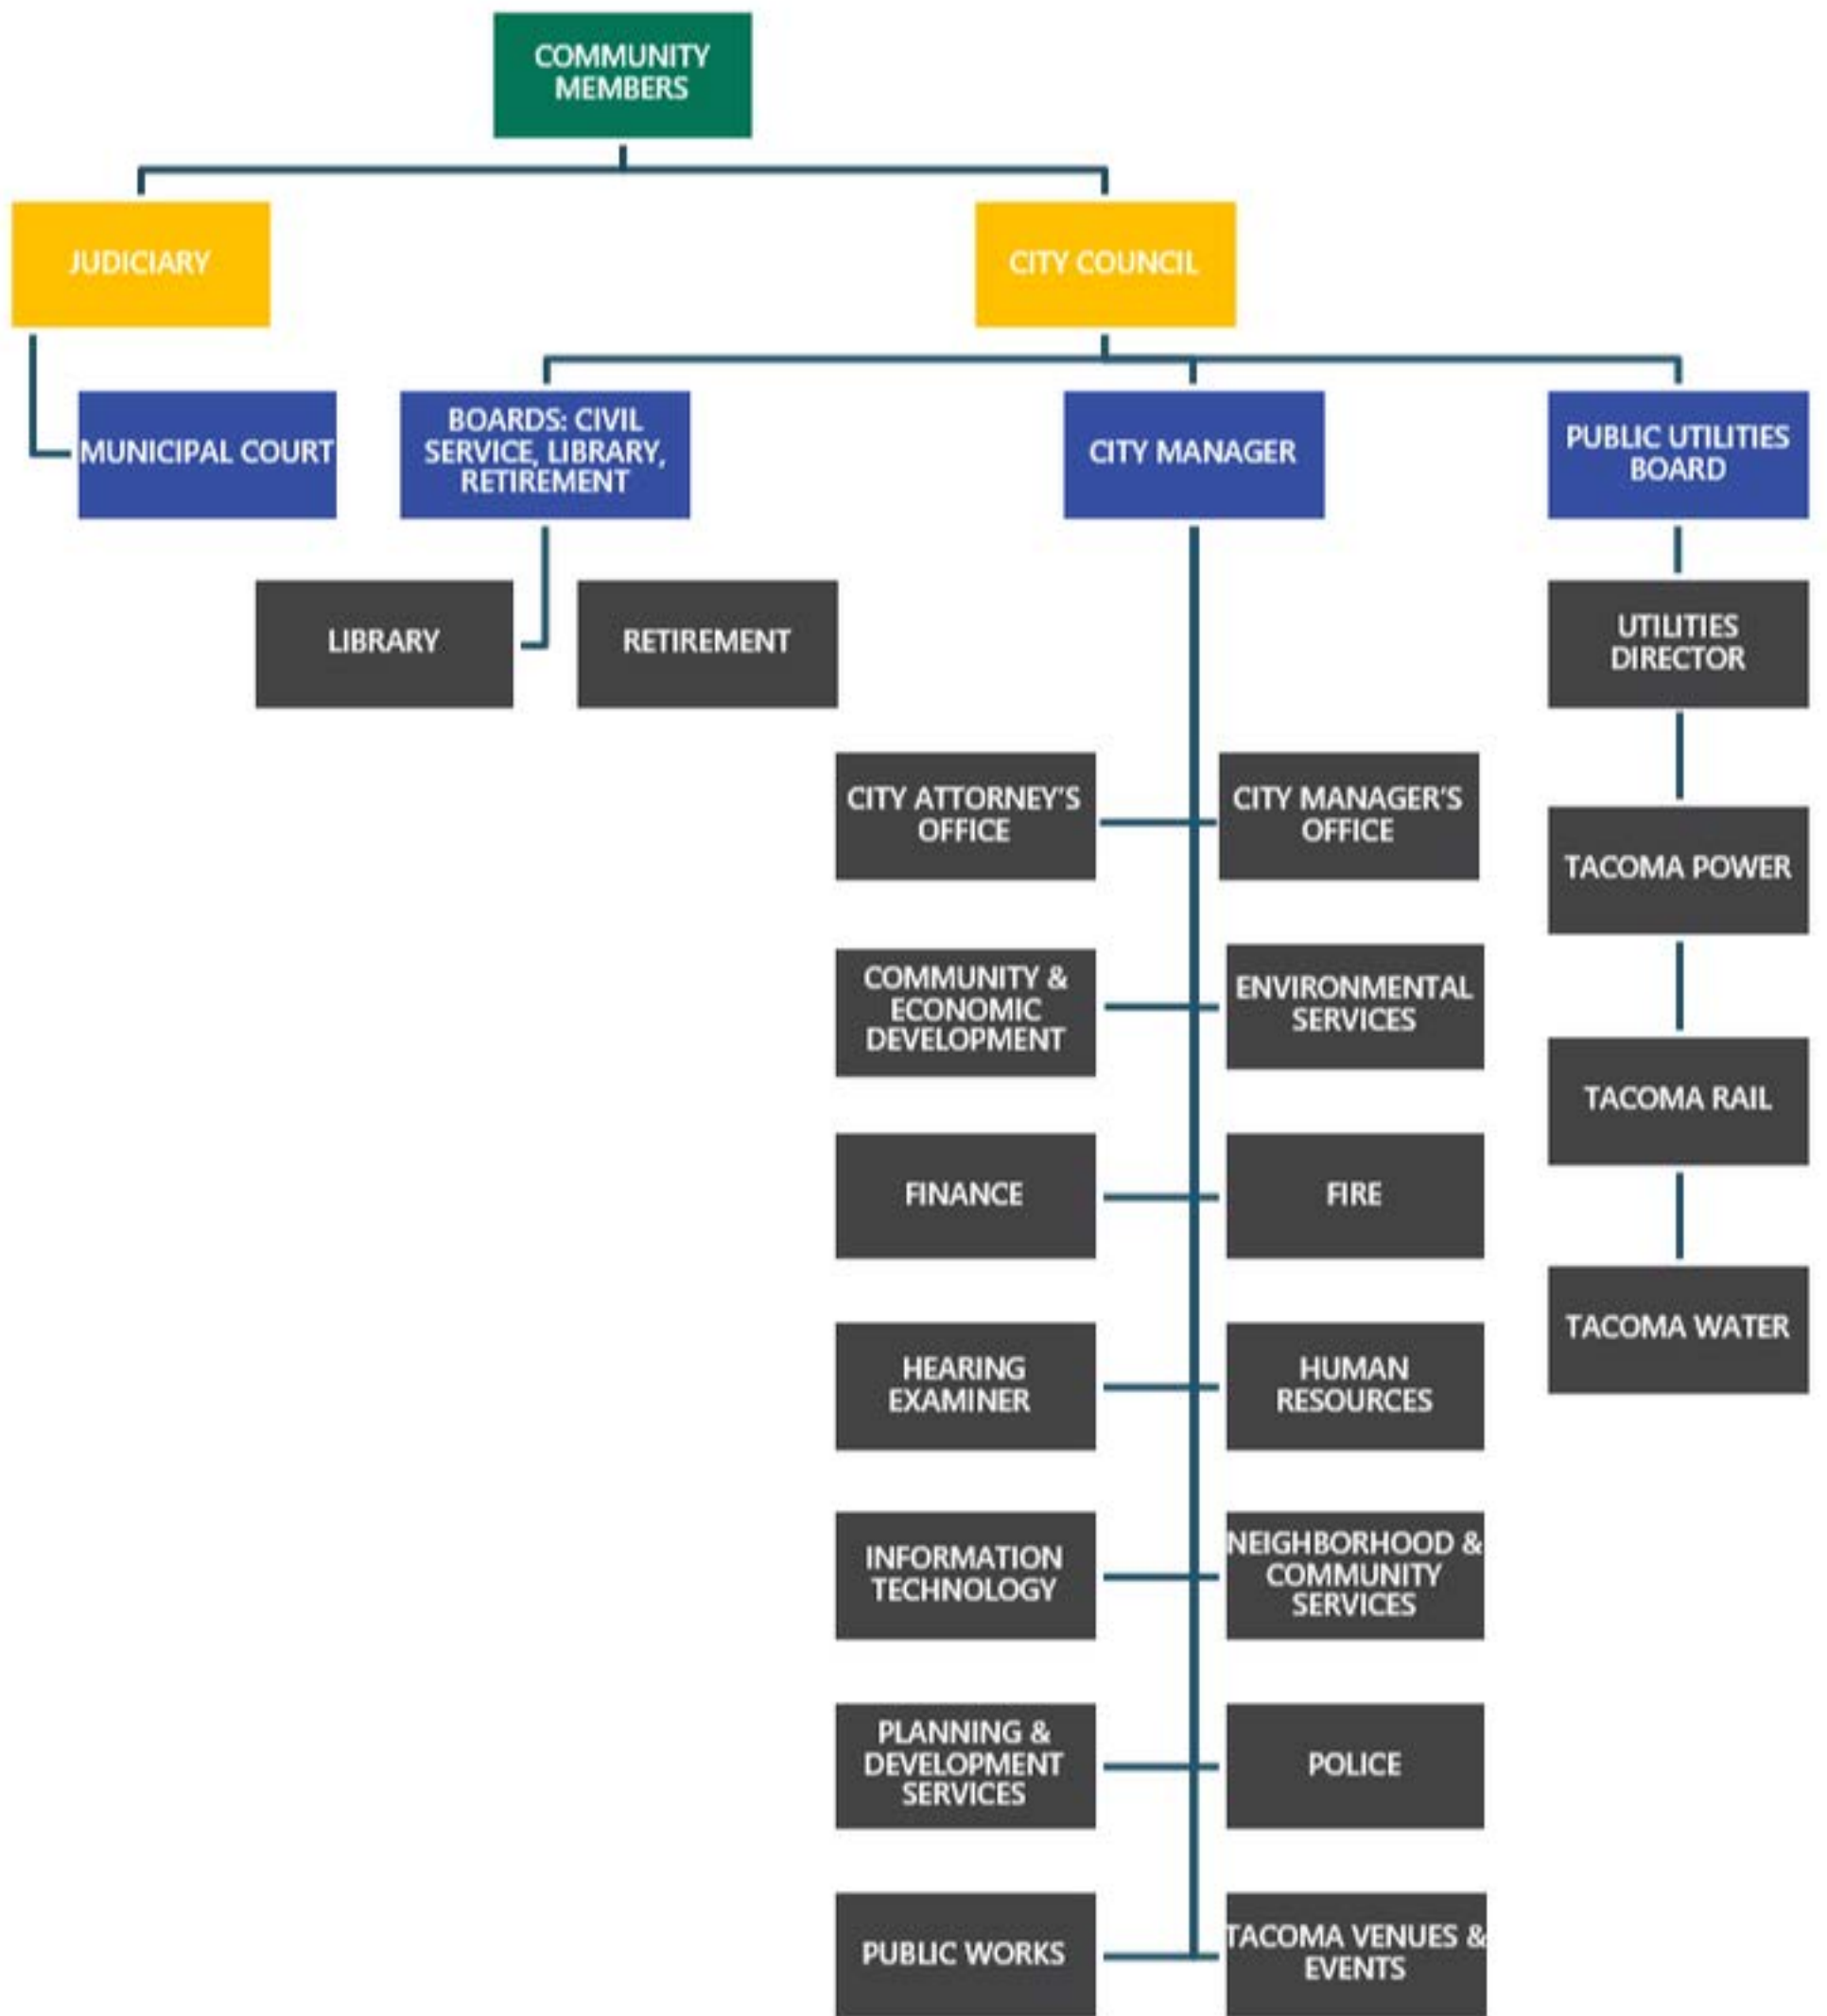 COMMUNITY
MEMBERS
JUDICIARY
CITY COUNCIL
MUNICIPAL COURT
BOARDS: CIVIL
SERVICE, LIBRARY,
RETIREMENT
CITY MANAGER
PUBLIC UTILITIES
BOARD
LIBRARY
RETIREMENT
UTILITIES
DIRECTOR
CITY ATTORNEY'S
OFFICE
CITY MANAGER'S
OFFICE
TACOMA POWER
COMMUNITY &
ECONOMIC
DEVELOPMENT
ENVIRONMENTAL
SERVICES
TACOMA RAIL
FINANCE
FIRE
TACOMA WATER
HEARING
EXAMINER
HUMAN
RESOURCES
INFORMATION
TECHNOLOGY
NEIGHBORHOOD &
COMMUNITY
SERVICES
PLANNING &
DEVELOPMENT
SERVICES
POLICE
PUBLIC WORKS
TACOMA VENUES &
EVENTS